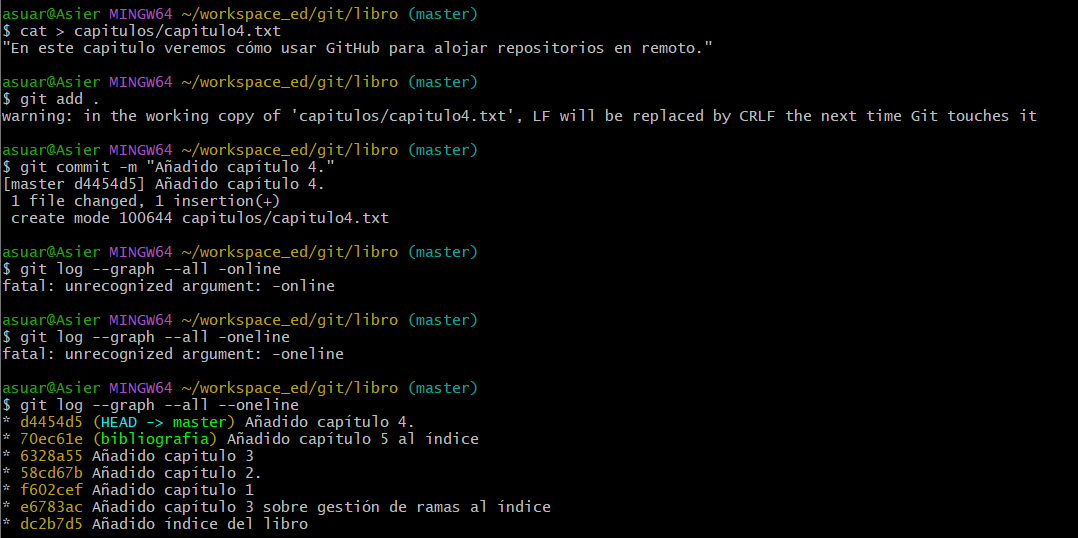 asuar@Asier MINGW64 ~/workspace_ed/git/libro (master)
$ cat > capitulos/capitulo4.txt
"En este capitulo veremos cómo usar GitHub para alojar repositorios en remoto."
asuar@Asier MINGW64 ~/workspace_ed/git/libro (master)
$ git add .
warning: in the working copy of 'capitulos/capitulo4.txt', LF will be replaced by CRLF the next time Git touches it
asuar@Asier MINGW64 ~/workspace_ed/git/libro (master)
$ git commit -m "Añadido capítulo 4."
[master d4454d5] Añadido capítulo 4.
 1 file changed, 1 insertion(+)
 create mode 100644 capitulos/capitulo4.txt
asuar@Asier MINGW64 ~/workspace_ed/git/libro (master)
$ git log --graph --all -online
fatal: unrecognized argument: -online
asuar@Asier MINGW64 ~/workspace_ed/git/libro (master)
$ git log --graph --all -oneline
fatal: unrecognized argument: -oneline
asuar@Asier MINGW64 ~/workspace_ed/git/libro (master)
$ git log --graph --all --oneline
* d4454d5 (HEAD -> master) Añadido capítulo 4.
* 70ec61e (bibliografia) Añadido capítulo 5 al índice
* 6328a55 Añadido capitulo 3
* 58cd67b Añadido capitulo 2.
* f602cef Añadido capitulo 1
* e6783ac Añadido capítulo 3 sobre gestión de ramas al índice
* dc2b7d5 Añadido índice del libro